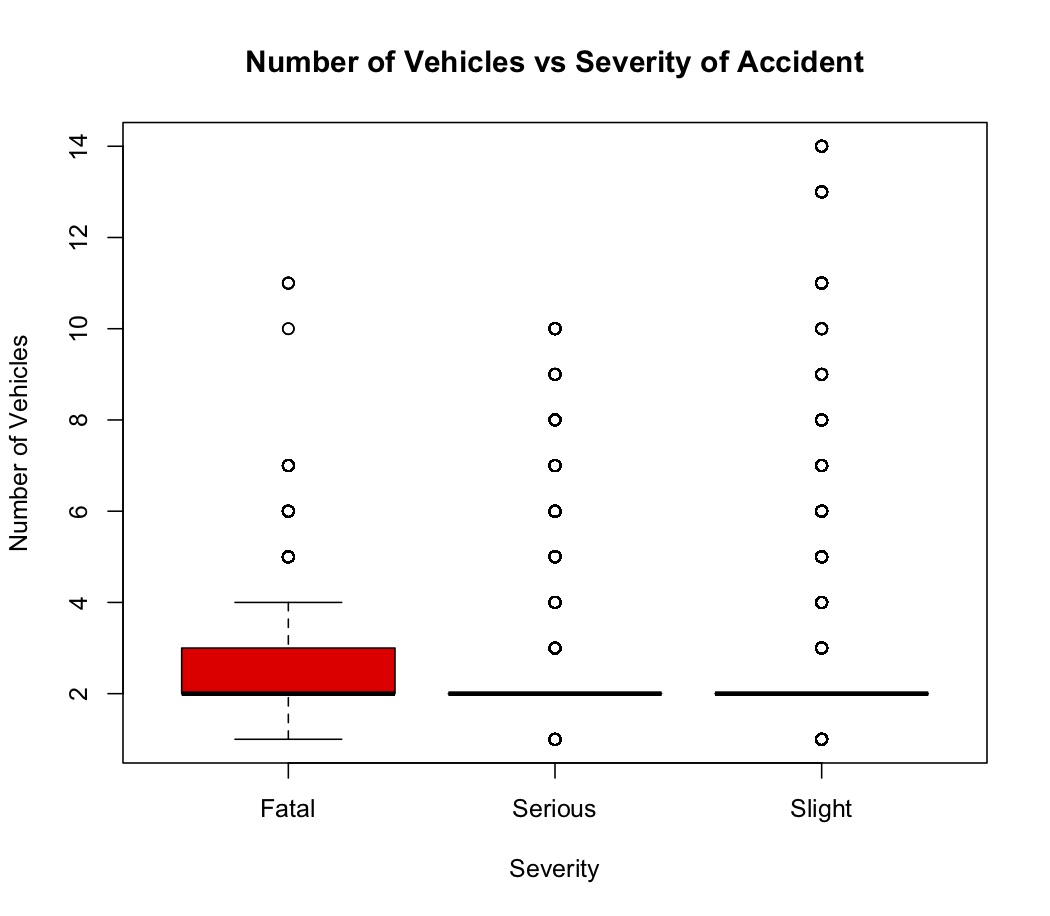 Number of Vehicles vs Severity of Accident
Number of Vehicles
14
12
10
8
6
4
2
Fatal Serious Slight
Severity